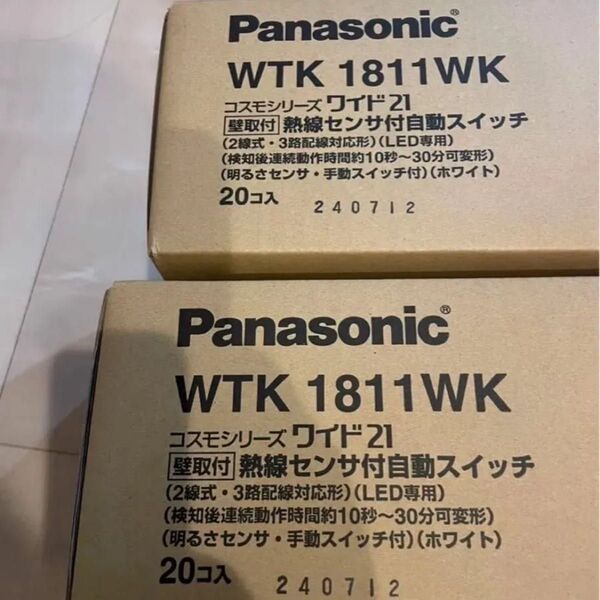 Panasonic®
WTK 1811WK
コスモシリーズ ワイド21
壁取付 熱線センサ付自動スイッチ
(2線式・3路配線対応形)(LED専用)
(検知後連続動作時間約10秒〜30分可変形)
(明るさセンサ・手動スイッチ付)(ホワイト)
20コ入 240712
Panasonic®
WTK 1811WK
コスモシリーズ ワイド21
壁取付 熱線センサ付自動スイッチ
(2線式・3路配線対応形)(LED専用)
(検知後連続動作時間約10秒〜30分可変形)
(明るさセンサ・手動スイッチ付)(ホワイト)
20コ入 240712